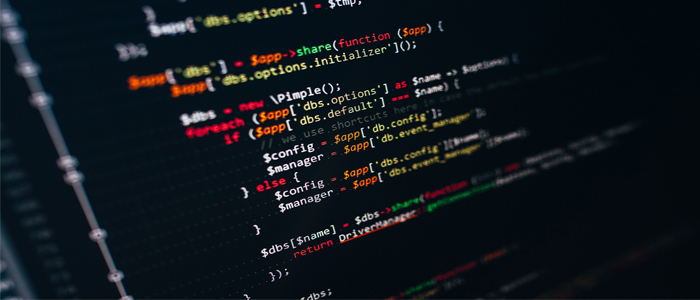 }
$app['dbs.options'] = $tmp;
});
$app['dbs'] = $app->share(function ($app) {
$app['dbs.options.initializer']();
$dbs = new \Pimple();
foreach ($app['dbs.options'] as $name => $options) {
if ($app['dbs.default'] === $name) {
// we use shortcuts here in case the
$config = $app['db.config'];
$manager = $app['db.event_manager'];
} else {
$config = $app['dbs.config'][$name];
$manager = $app['dbs.event_manager'][$name];
}
$dbs[$name] = $dbs->share(function
return DriverManager::getConnection(
});
}
$dbs;